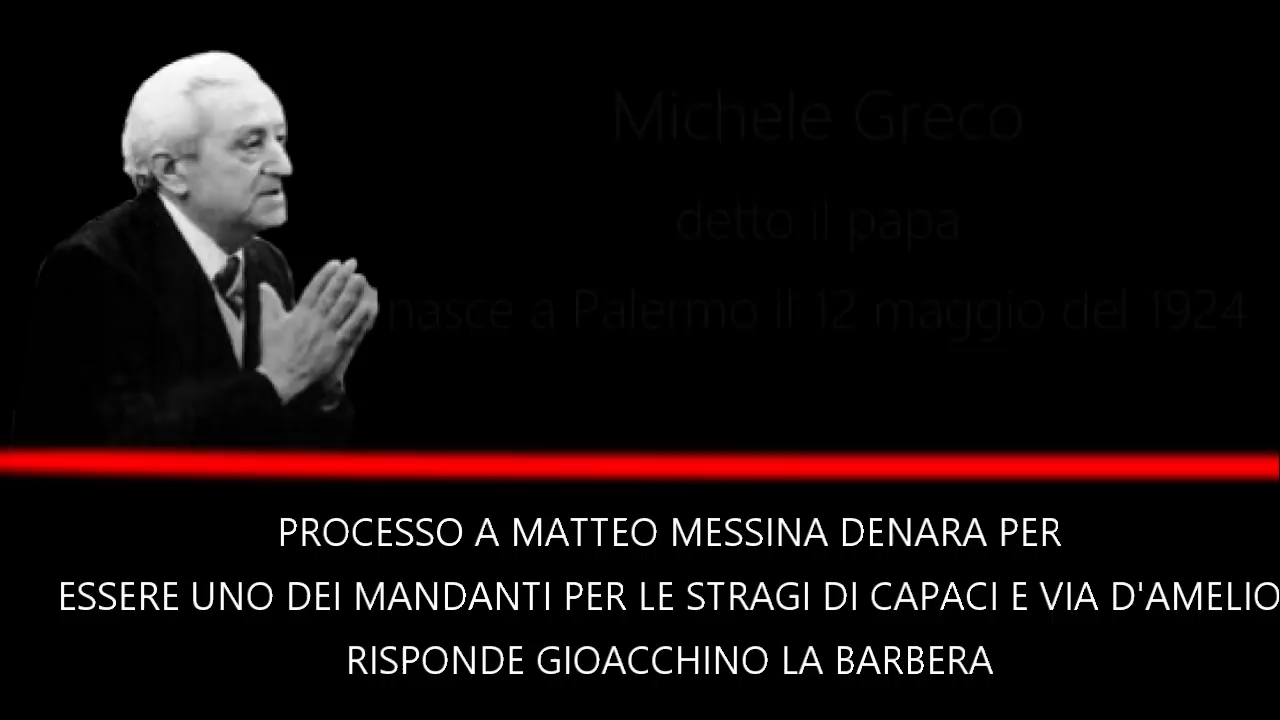 Michele Greco
detto il papa
nasce a Palermo il 12 maggio del 1924
PROCESSO A MATTEO MESSINA DENARA PER
ESSERE UNO DEI MANDANTI PER LE STRAGI DI CAPACI E VIA D'AMELIO
RISPONDE GIOACCHINO LA BARBERA